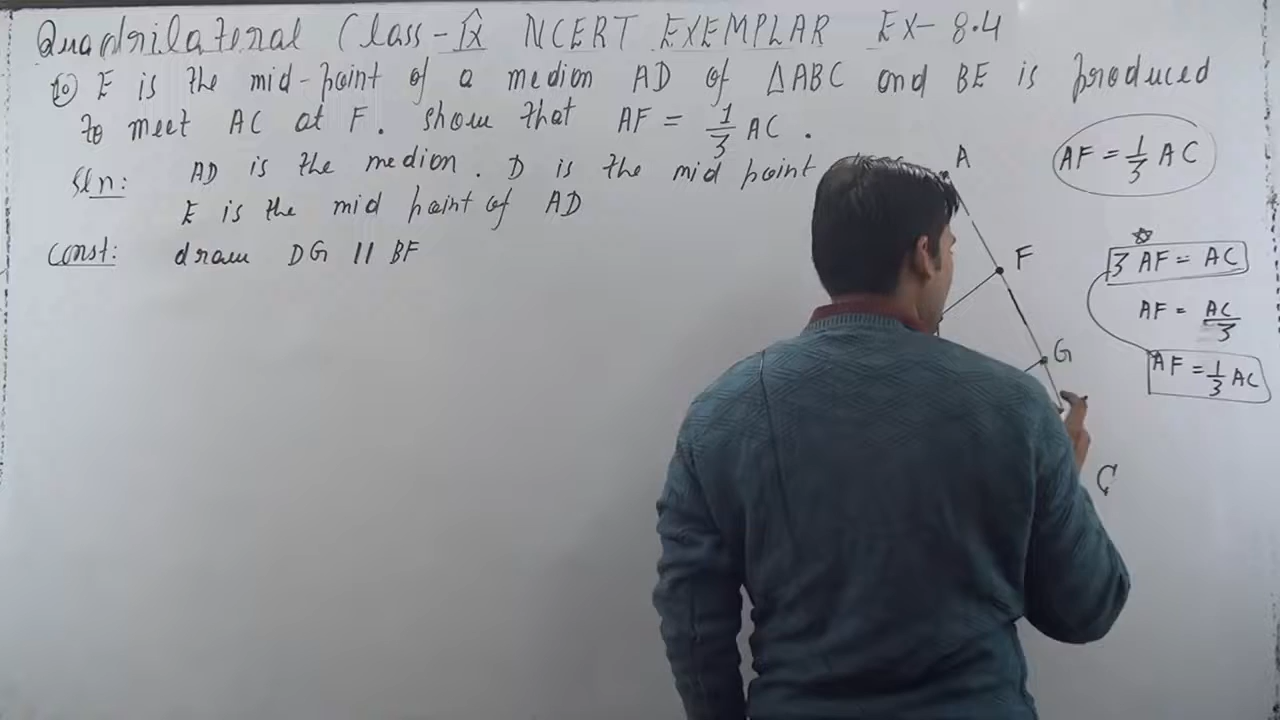 Quadrilateral Class-IX NCERT EXEMPLAR EX-8.4
E is the mid-point of a median AD of ΔABC and BE is produced
to meet AC at F. show that AF = 1/3 AC.
Sln: AD is the median. D is the mid point
E is the mid point of AD
Const: draw DG || BF
A
F
G
C
AF = 1/3 AC
3 AF = AC
AF = AC/3
AF = 1/3 AC